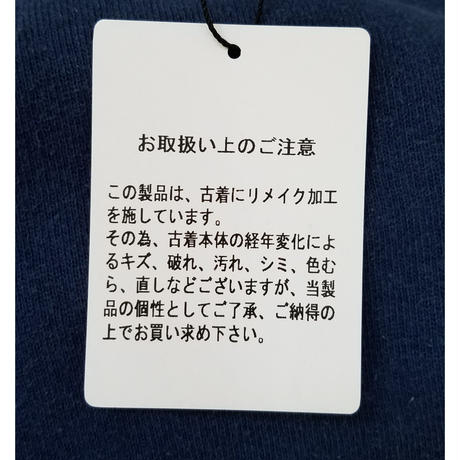 お取扱い上のご注意
この製品は、古着にリメイク加工
を施しています。
その為、古着本体の経年変化によ
るキズ、破れ、汚れ、シミ、色むら
ら、直しなどございますが、当製
品の個性としてご了承、ご納得の
上でお買い求め下さい。